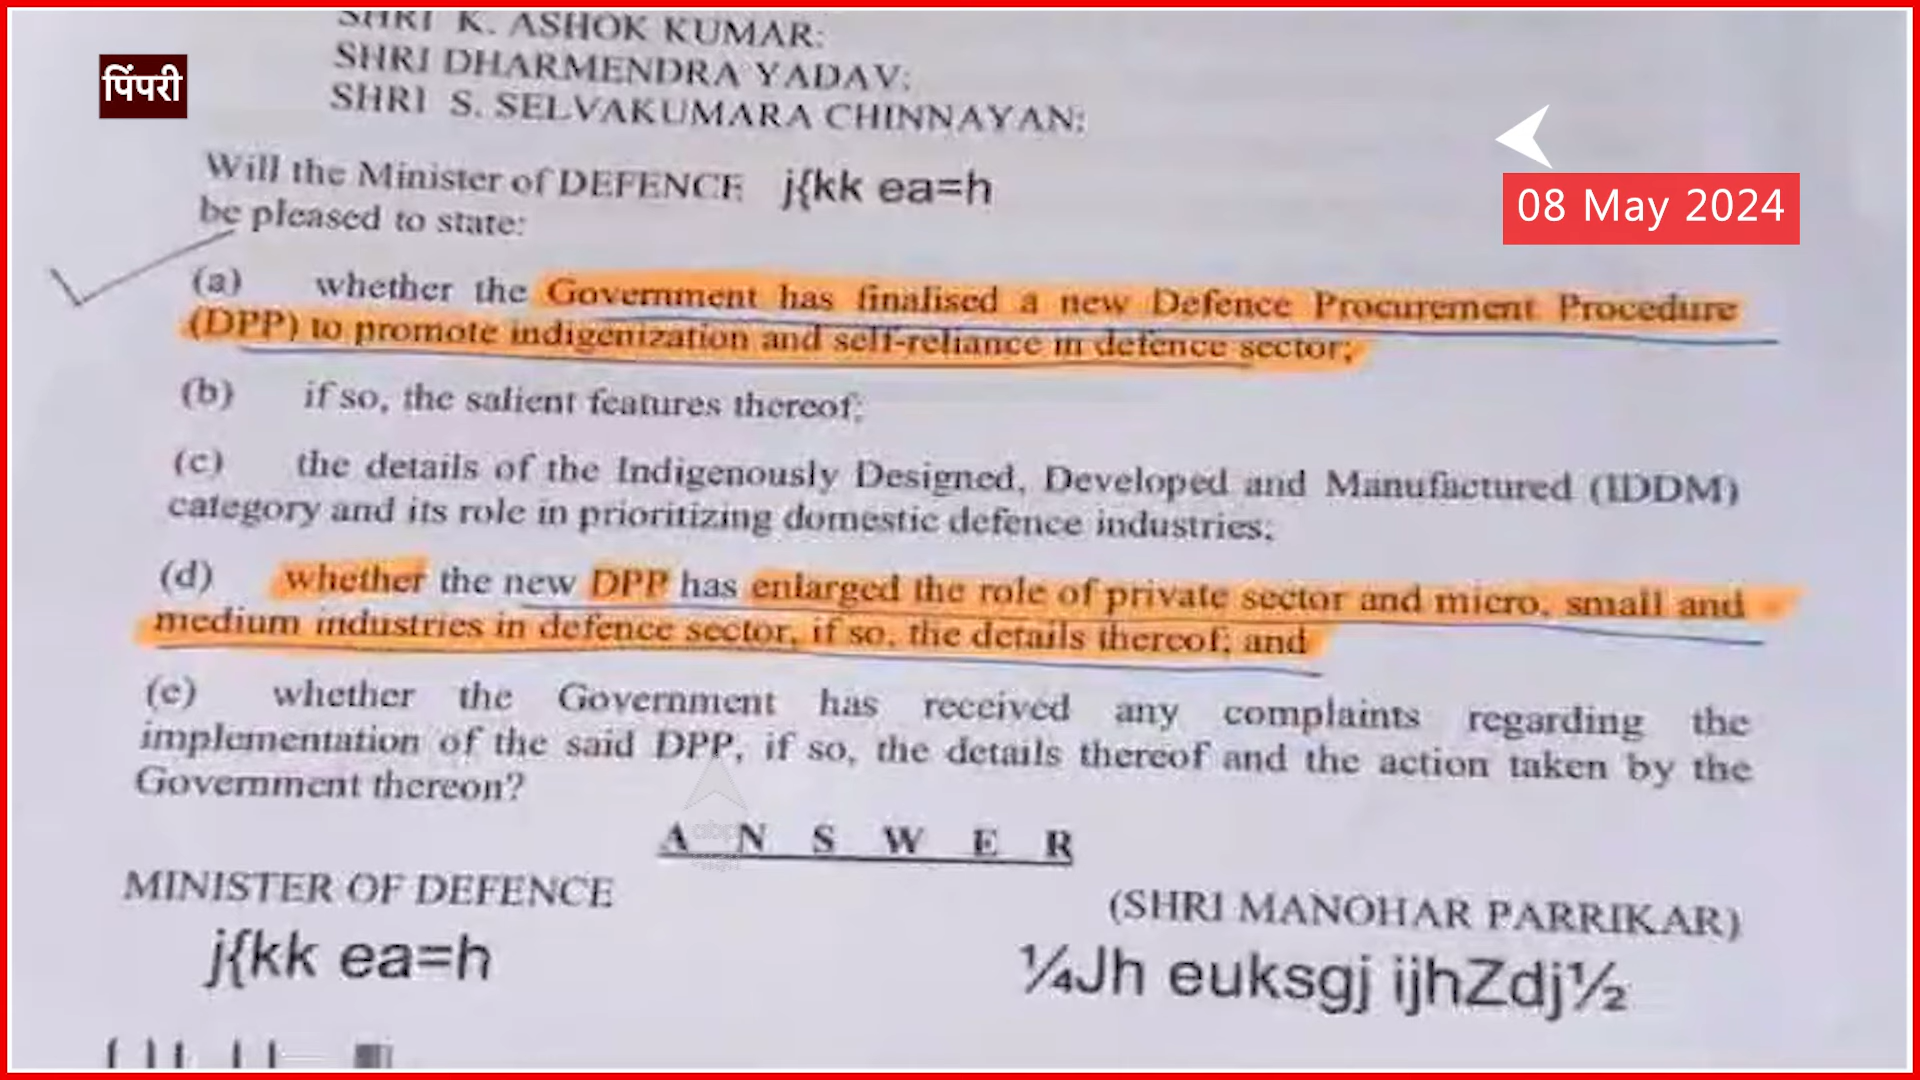 SHRI K. ASHOK KUMAR:
पिंपरी
SHRI DHARMENDRA YADAV:
SHRI S. SELVAKUMARA CHINNAYAN:
Will the Minister of DEFENCE j{kk ea=h
be pleased to state:
08 May 2024
(a) whether the Government has finalised a new Defence Procurement Procedure
(DPP) to promote indigenization and self-reliance in defence sector;
(b) if so, the salient features thereof;
(c) the details of the Indigenously Designed, Developed and Manufactured (IDDM)
category and its role in prioritizing domestic defence industries;
(d) whether the new DPP has enlarged the role of private sector and micro, small and
medium industries in defence sector, if so, the details thereof; and
(e) whether the Government has received any complaints regarding the
implementation of the said DPP, if so, the details thereof and the action taken by the
Government thereon?
A N S W E R
MINISTER OF DEFENCE (SHRI MANOHAR PARRIKAR)
j{kk ea=h ¼Jh euksgj ijhZdj½